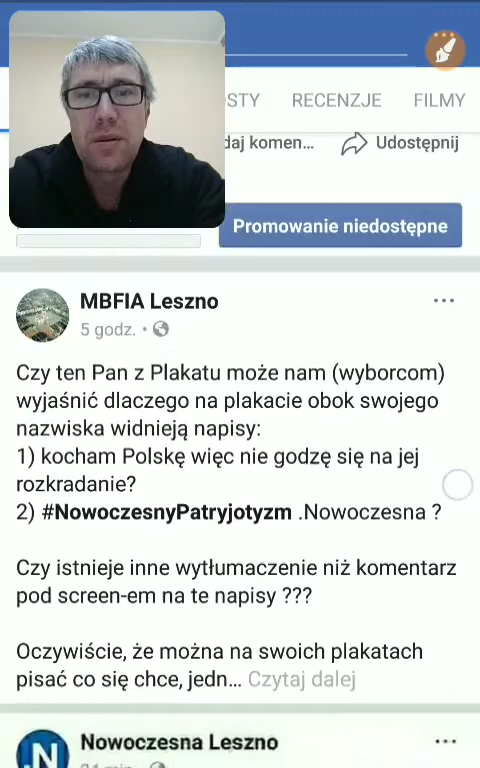 STY RECENZJE FILMY
daj komen... Udostępnij
Promowanie niedostępne
MBFIA Leszno
5 godz.
Czy ten Pan z Plakatu może nam (wyborcom)
wyjaśnić dlaczego na plakacie obok swojego
nazwiska widnieją napisy:
1) kocham Polskę więc nie godzę się na jej
rozkradanie?
2) #NowoczesnyPatryjotyzm .Nowoczesna ?
Czy istnieje inne wytłumaczenie niż komentarz
pod screen-em na te napisy ???
Oczywiście, że można na swoich plakatach
pisać co się chce, jedn... Czytaj dalej
.N Nowoczesna Leszno